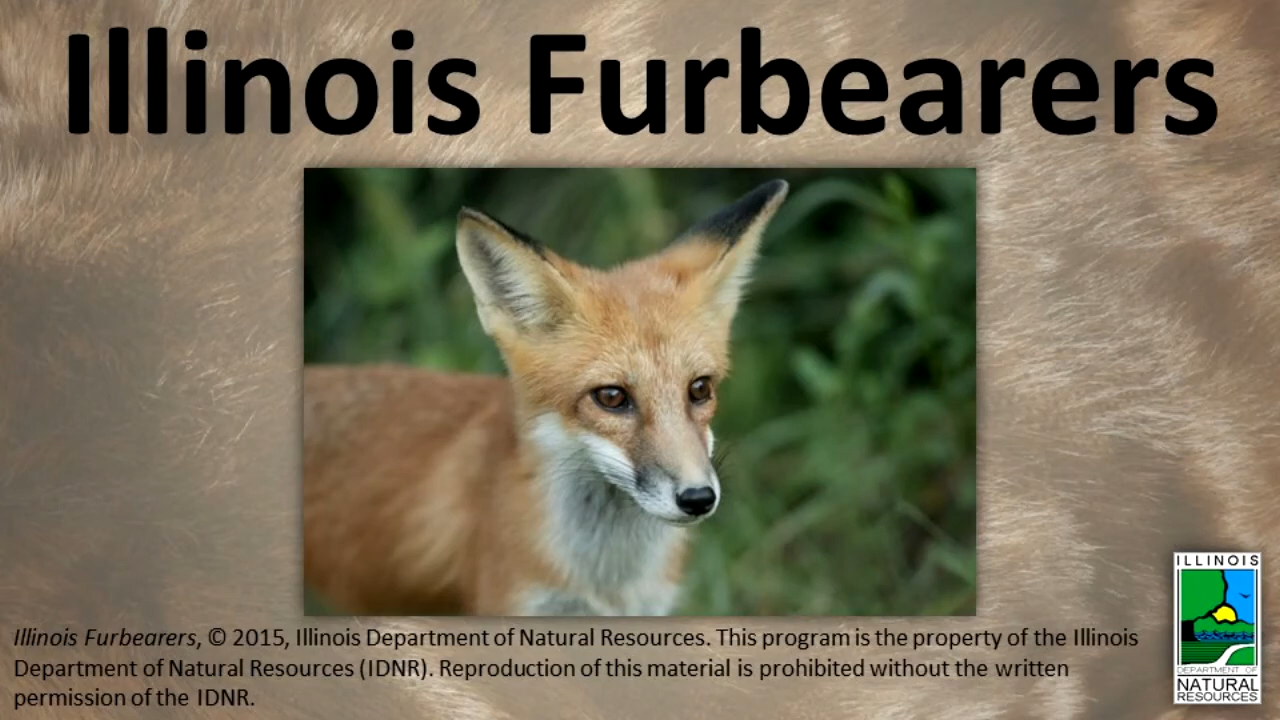 Illinois Furbearers
Illinois Furbearers, © 2015, Illinois Department of Natural Resources. This program is the property of the Illinois
Department of Natural Resources (IDNR). Reproduction of this material is prohibited without the written
permission of the IDNR.
ILLINOIS
DEPARTMENT OF
NATURAL
RESOURCES